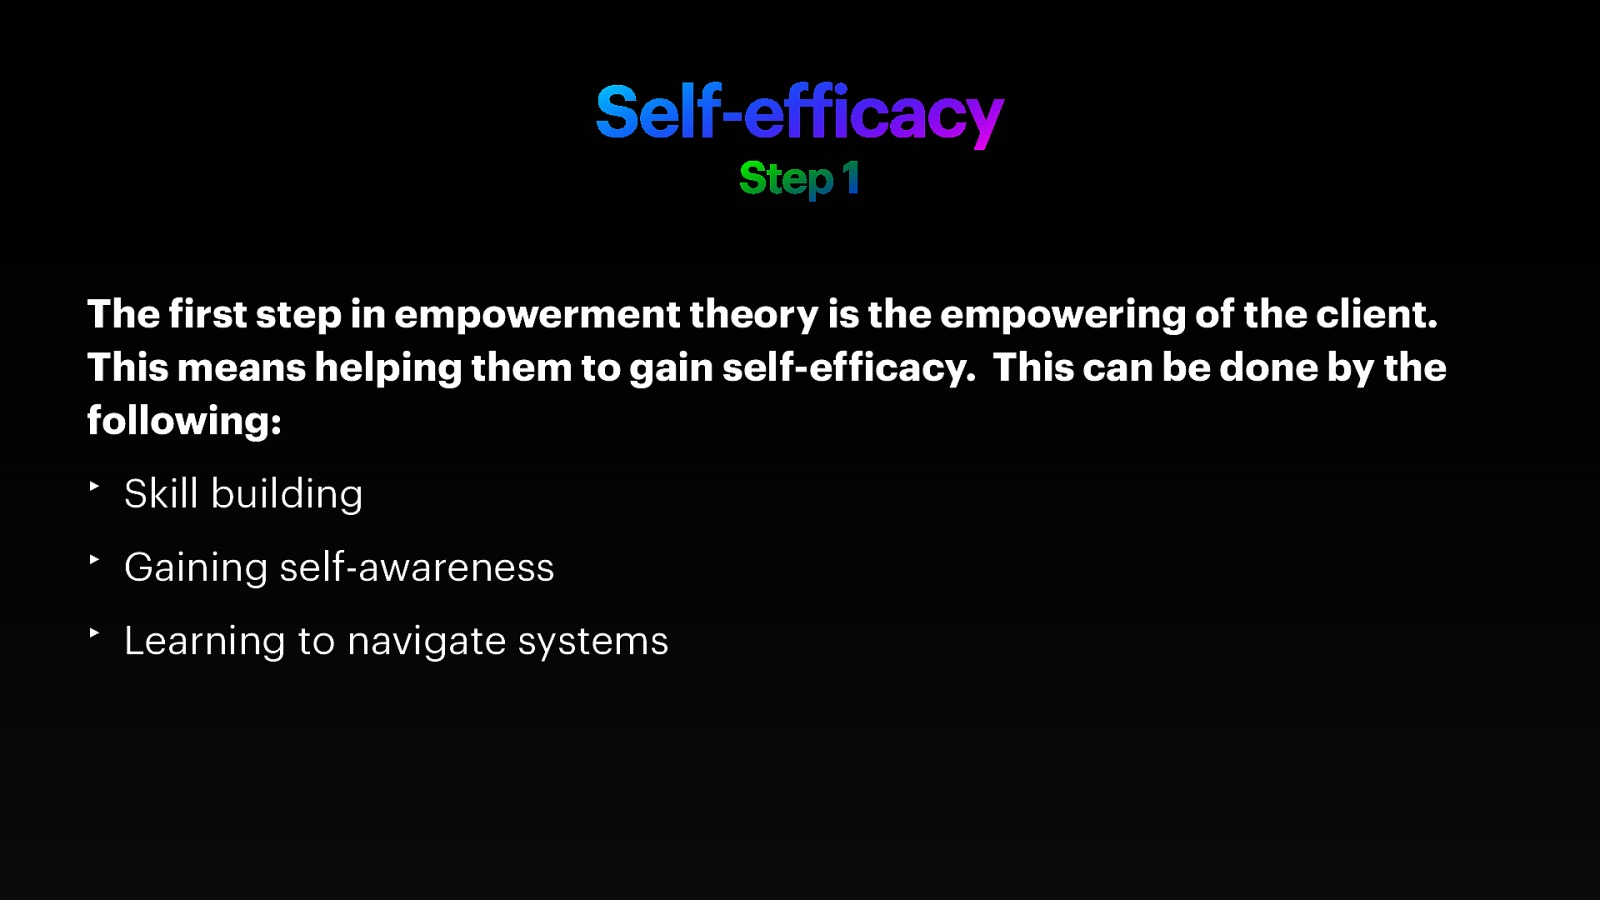 Self-efficacy
Step 1
The first step in empowerment theory is the empowering of the client.
This means helping them to gain self-efficacy.  This can be done by the
following:
‣ Skill building
‣ Gaining self-awareness
‣ Learning to navigate systems